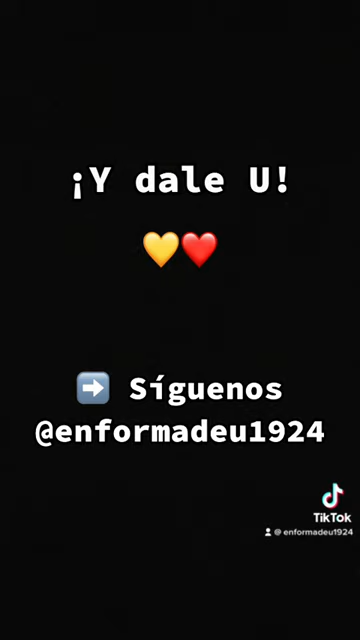 ¡Y dale U!
💛❤️
➡️ Síguenos
@enformadeu1924
TikTok
@ enformadeu1924